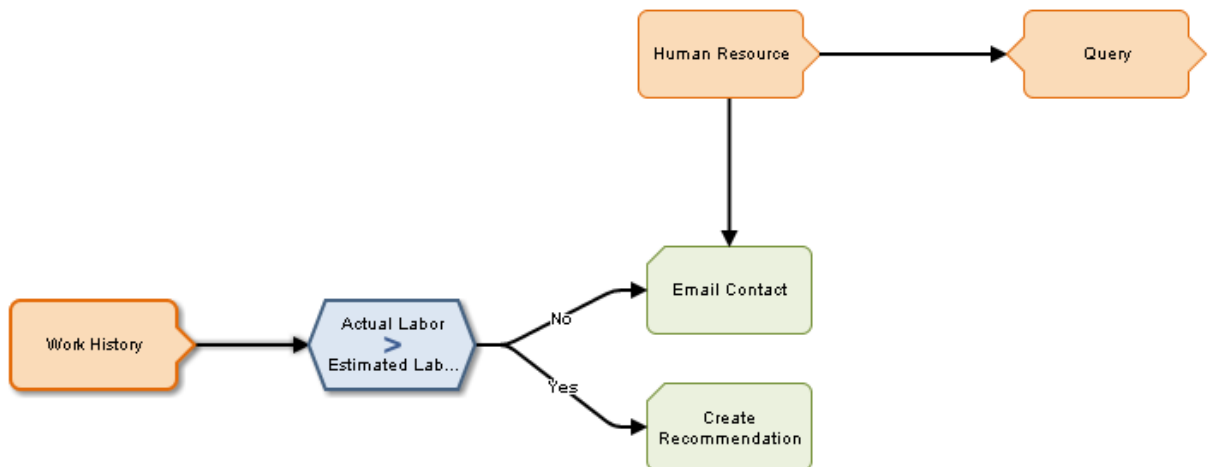 Human Resource
Query
Email Contact
No
Work History
Actual Labor
>
Estimated Lab...
Yes
Create
Recommendation